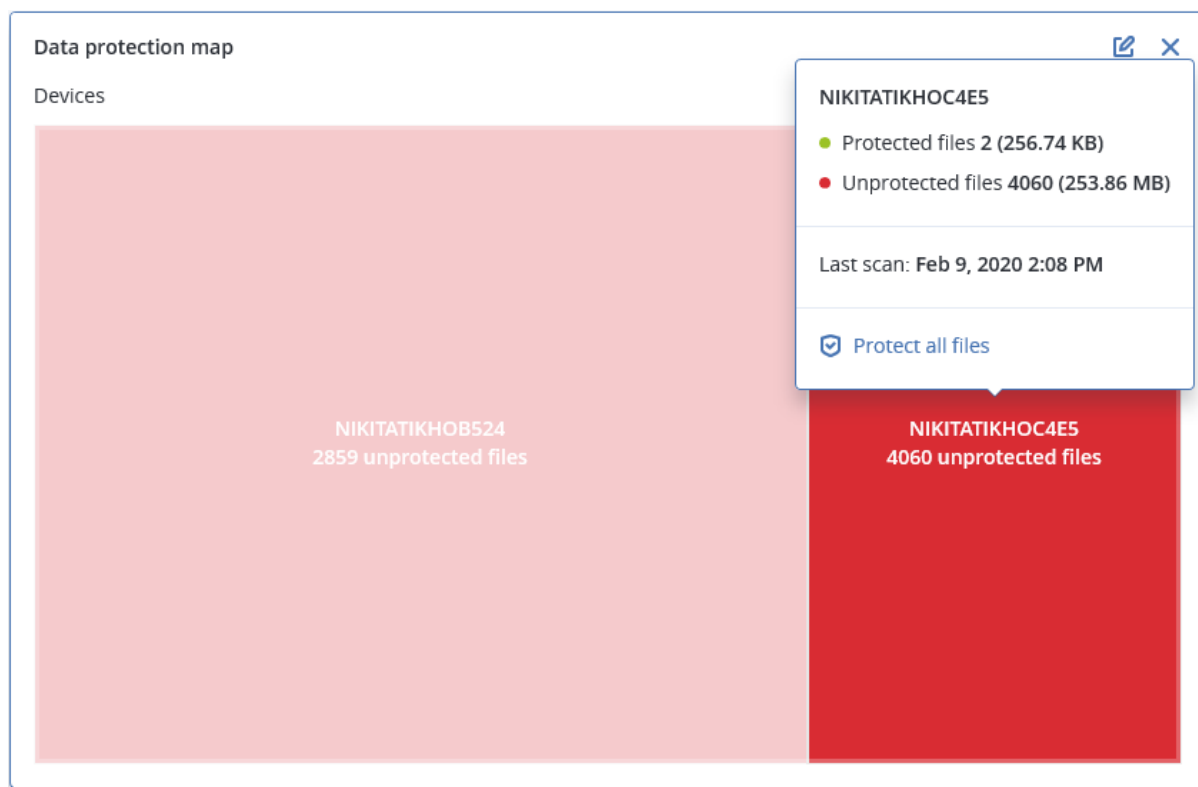 Data protection map
Devices
NIKITATIKHOC4E5
Protected files 2 (256.74 KB)
Unprotected files 4060 (253.86 MB)
Last scan: Feb 9, 2020 2:08 PM
Protect all files
NIKITATIKHOB524
2859 unprotected files
NIKITATIKHOC4E5
4060 unprotected files